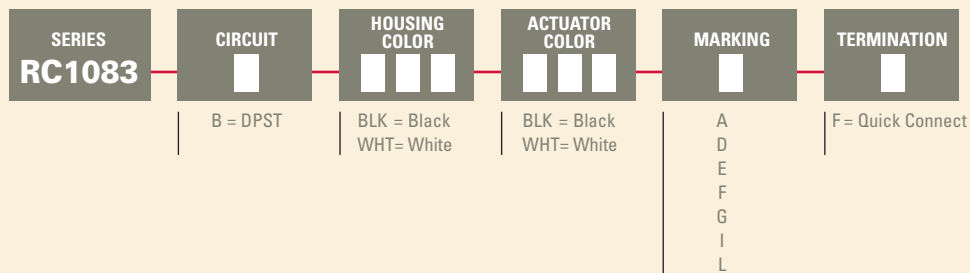 SERIES
RC1083
CIRCUIT
HOUSING
COLOR
ACTUATOR
COLOR
MARKING
TERMINATION
B = DPST
BLK = Black
WHT= White
BLK = Black
WHT= White
A
D
E
F
G
I
L
F = Quick Connect